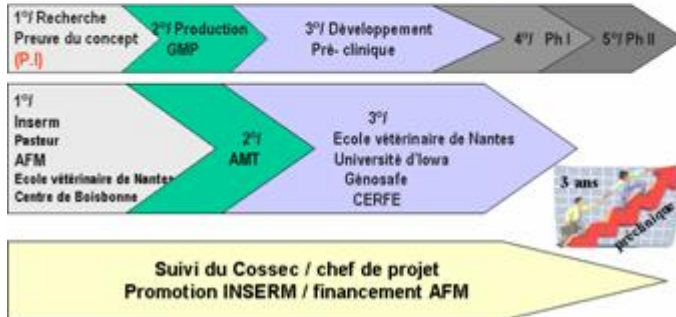 1°/ Recherche
Preuve du concept
(P.I)
2°/ Production
GMP
3°/ Développement
Pré- clinique
4°/ Ph I
5°/ Ph II
1°/
Inserm
Pasteur
AFM
Ecole vétérinaire de Nantes
Centre de Boisbonne
2°/
AMT
3°/
Ecole vétérinaire de Nantes
Université d'Iowa
Génosafe
CERFE
3 ans
préclinique
Suivi du Cossec / chef de projet
Promotion INSERM / financement AFM